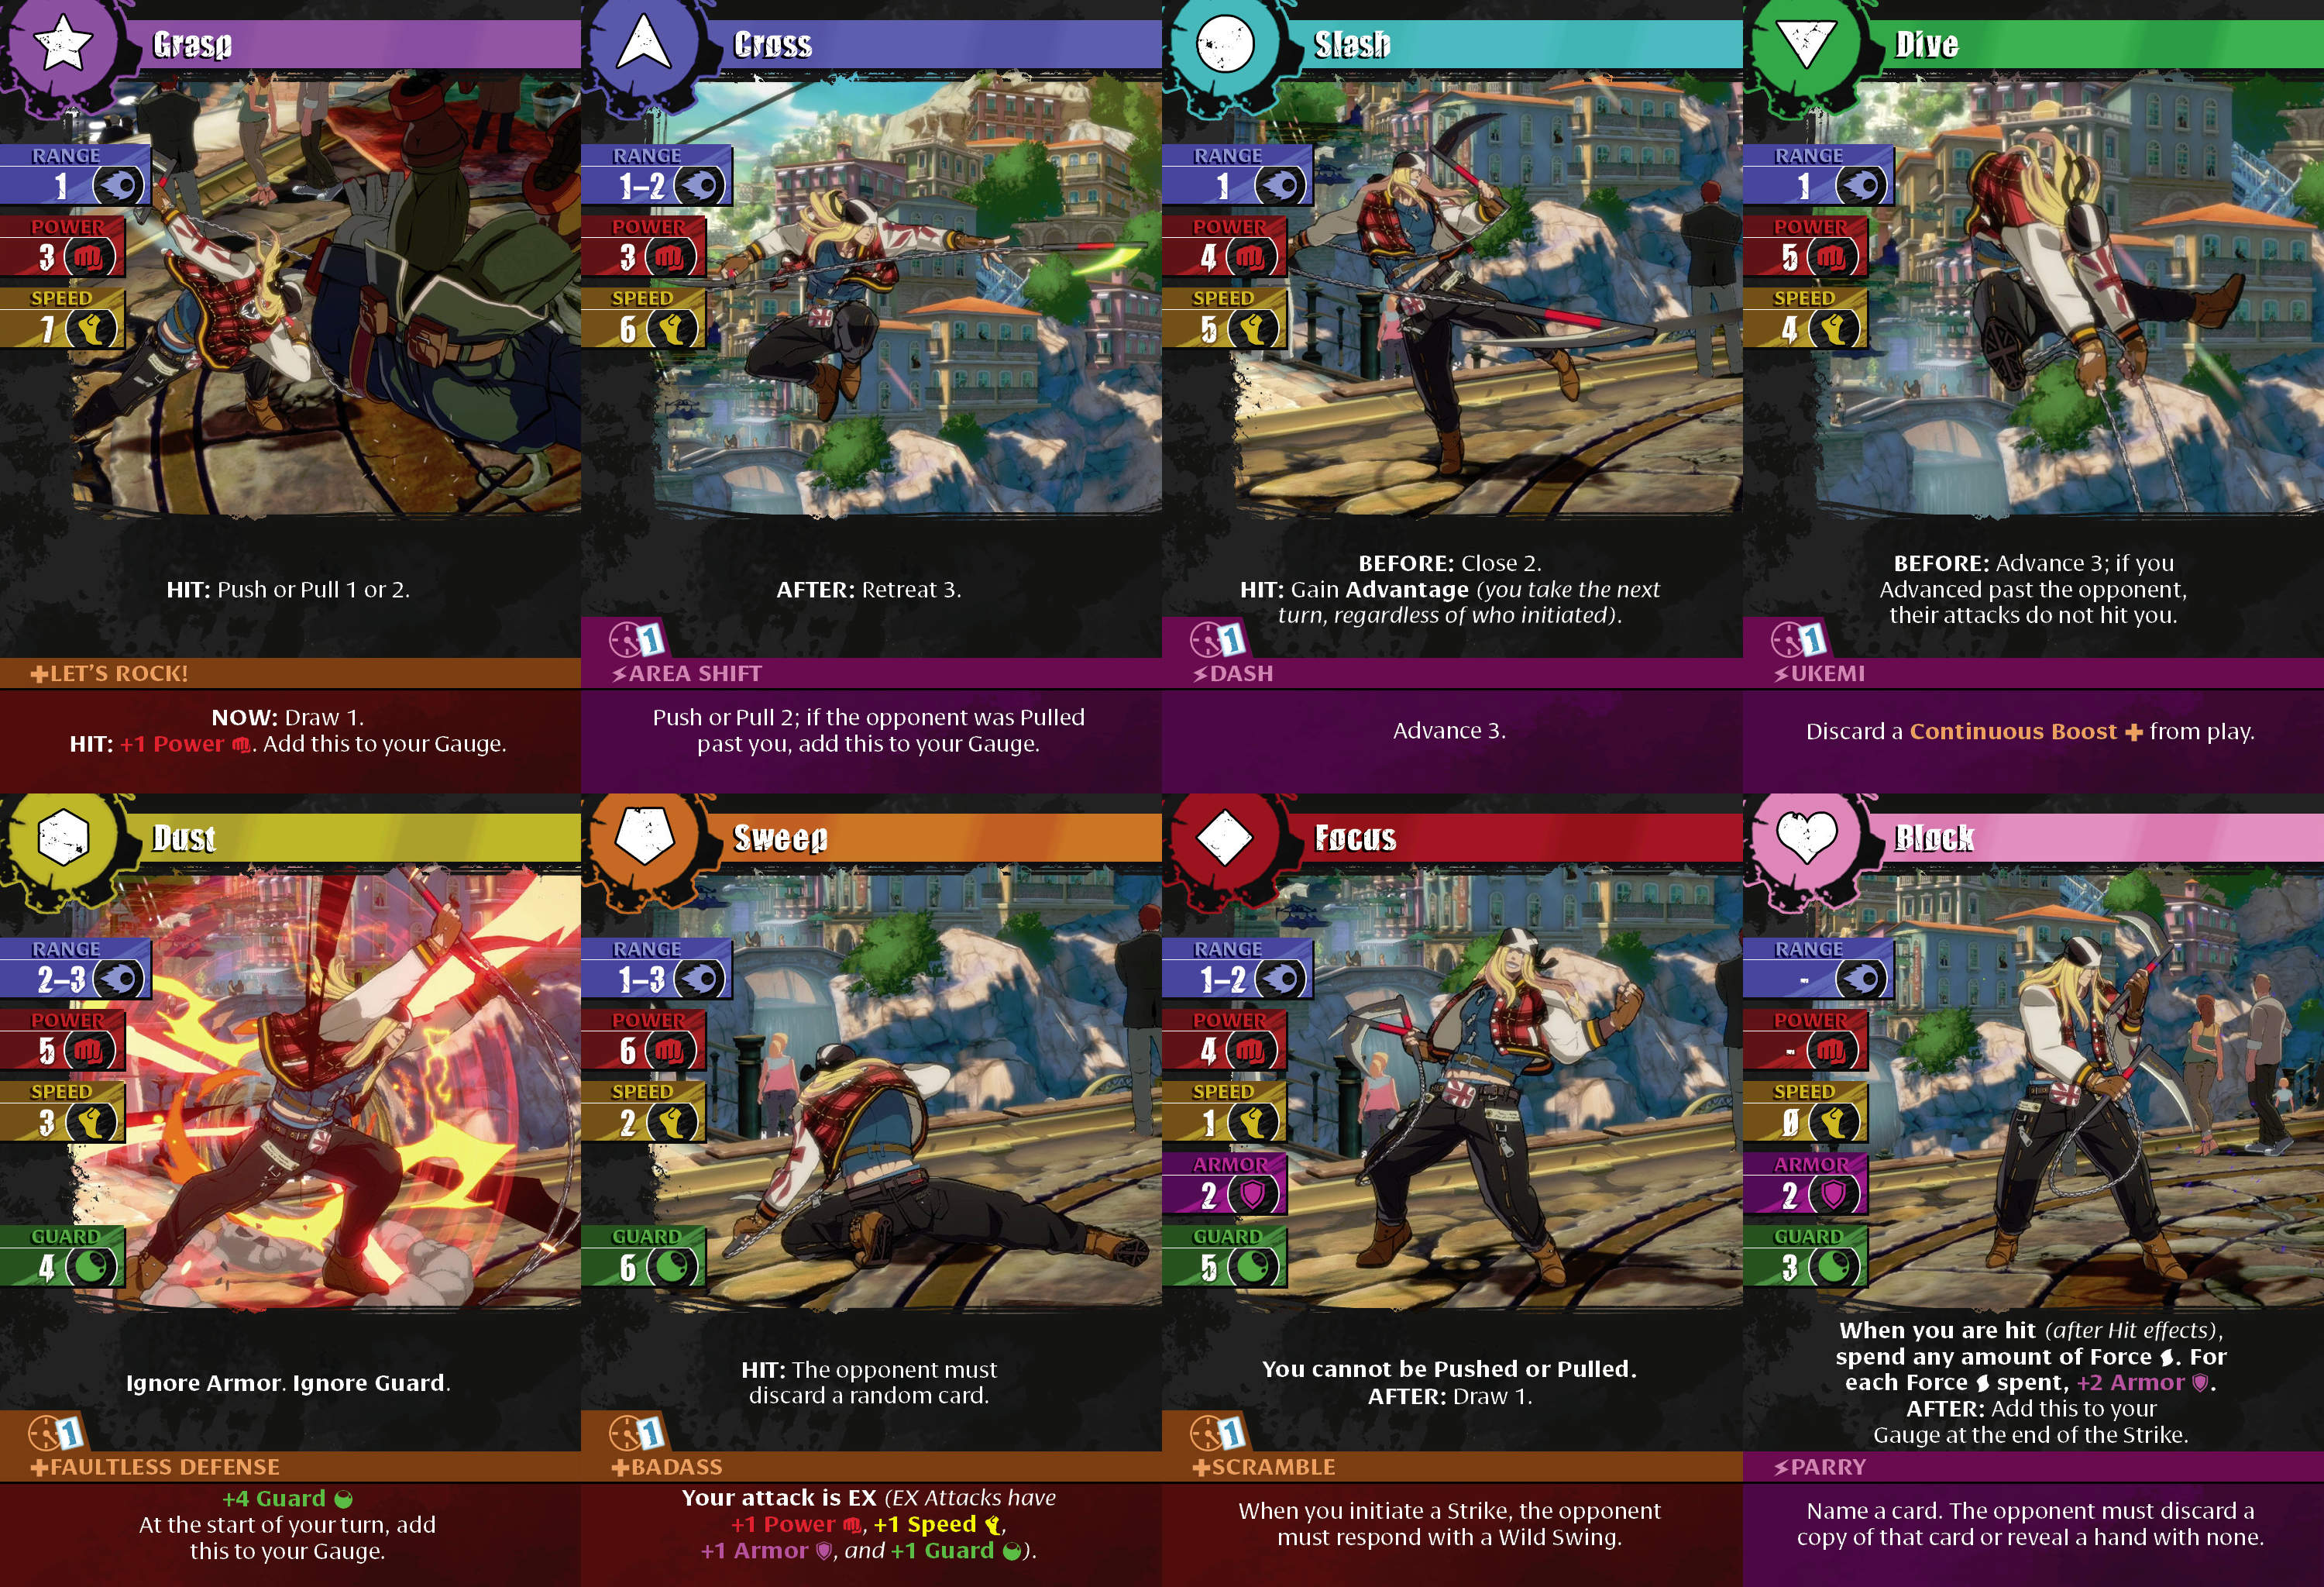 Grasp
RANGE
1
POWER
3
SPEED
7
HIT: Push or Pull 1 or 2.
LET'S ROCK!
NOW: Draw 1.
HIT: +1 Power. Add this to your Gauge.
Cross
RANGE
1–2
POWER
3
SPEED
6
AFTER: Retreat 3.
1
AREA SHIFT
Push or Pull 2; if the opponent was Pulled
past you, add this to your Gauge.
Slash
RANGE
1
POWER
4
SPEED
5
BEFORE: Close 2.
HIT: Gain Advantage (you take the next
turn, regardless of who initiated).
1
DASH
Advance 3.
Dive
RANGE
1
POWER
5
SPEED
4
BEFORE: Advance 3; if you
Advanced past the opponent,
their attacks do not hit you.
1
UKEMI
Discard a Continuous Boost + from play.
Dust
RANGE
2–3
POWER
5
SPEED
3
GUARD
4
Ignore Armor. Ignore Guard.
1
FAULTLESS DEFENSE
+4 Guard
At the start of your turn, add
this to your Gauge.
Sweep
RANGE
1–3
POWER
6
SPEED
2
GUARD
6
HIT: The opponent must
discard a random card.
1
BADASS
Your attack is EX (EX Attacks have
+1 Power, +1 Speed,
+1 Armor, and +1 Guard).
Focus
RANGE
1–2
POWER
4
SPEED
1
ARMOR
2
GUARD
5
You cannot be Pushed or Pulled.
AFTER: Draw 1.
1
SCRAMBLE
When you initiate a Strike, the opponent
must respond with a Wild Swing.
Block
RANGE
-
POWER
-
SPEED
0
ARMOR
2
GUARD
3
When you are hit (after Hit effects),
spend any amount of Force. For
each Force spent, +2 Armor.
AFTER: Add this to your
Gauge at the end of the Strike.
PARRY
Name a card. The opponent must discard a
copy of that card or reveal a hand with none.